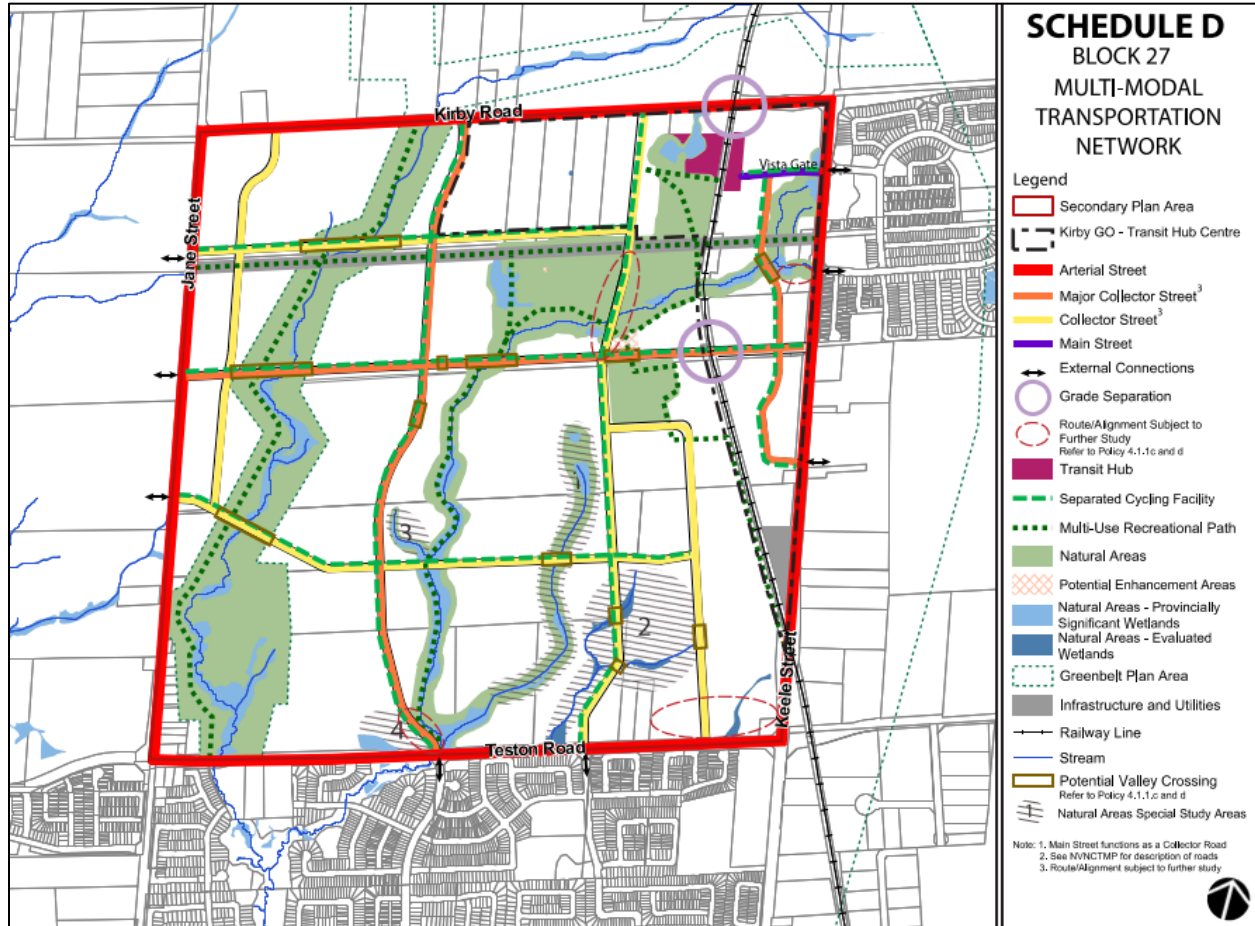 Kirby Road
Vista Gate
Jane Street
1
3
2
Keele Street
4
Teston Road
SCHEDULE D
BLOCK 27
MULTI-MODAL
TRANSPORTATION
NETWORK
Legend
Secondary Plan Area
Kirby GO - Transit Hub Centre
Arterial Street
Major Collector Street3
Collector Street3
Main Street
External Connections
Grade Separation
Route/Alignment Subject to
Further Study
Refer to Policy 4.1.1c and d
Transit Hub
Separated Cycling Facility
Multi-Use Recreational Path
Natural Areas
Potential Enhancement Areas
Natural Areas - Provincially
Significant Wetlands
Natural Areas - Evaluated
Wetlands
Greenbelt Plan Area
Infrastructure and Utilities
Railway Line
Stream
Potential Valley Crossing
Refer to Policy 4.1.1.c and d
1
Natural Areas Special Study Areas
Note: 1. Main Street functions as a Collector Road
2. See NVNCTMP for description of roads
3. Route/Alignment subject to further study